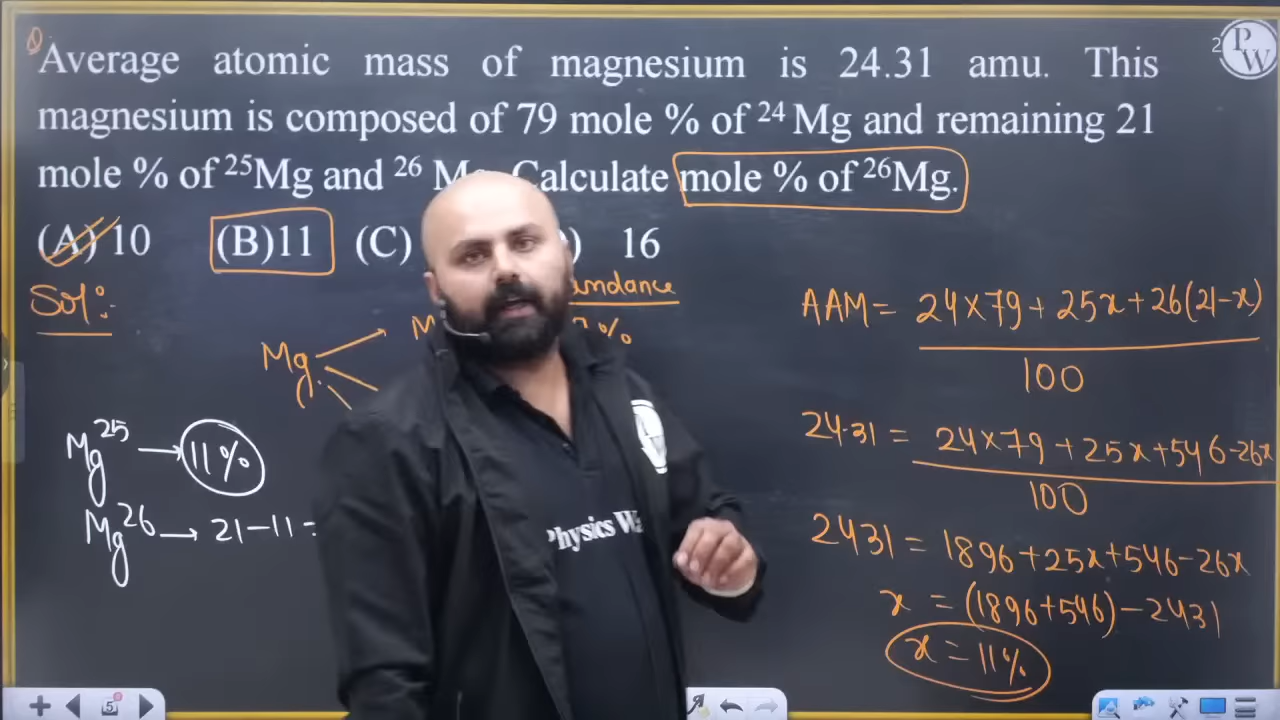 Average atomic mass of magnesium is 24.31 amu. This
magnesium is composed of 79 mole % of ²⁴Mg and remaining 21
mole % of ²⁵Mg and ²⁶ Calculate mole % of ²⁶Mg.
(A) 10 (B) 11 (C) 16
Sol:-
Mg
Mg²⁵ → 11%
Mg²⁶ → 21-11 =
AAM = 24×79 + 25x + 26(21-x)
100
24.31 = 24×79 + 25x + 546 - 26x
100
2431 = 1896 + 25x + 546 - 26x
x = (1896 + 546) - 2431
x = 11%
PW
2
5